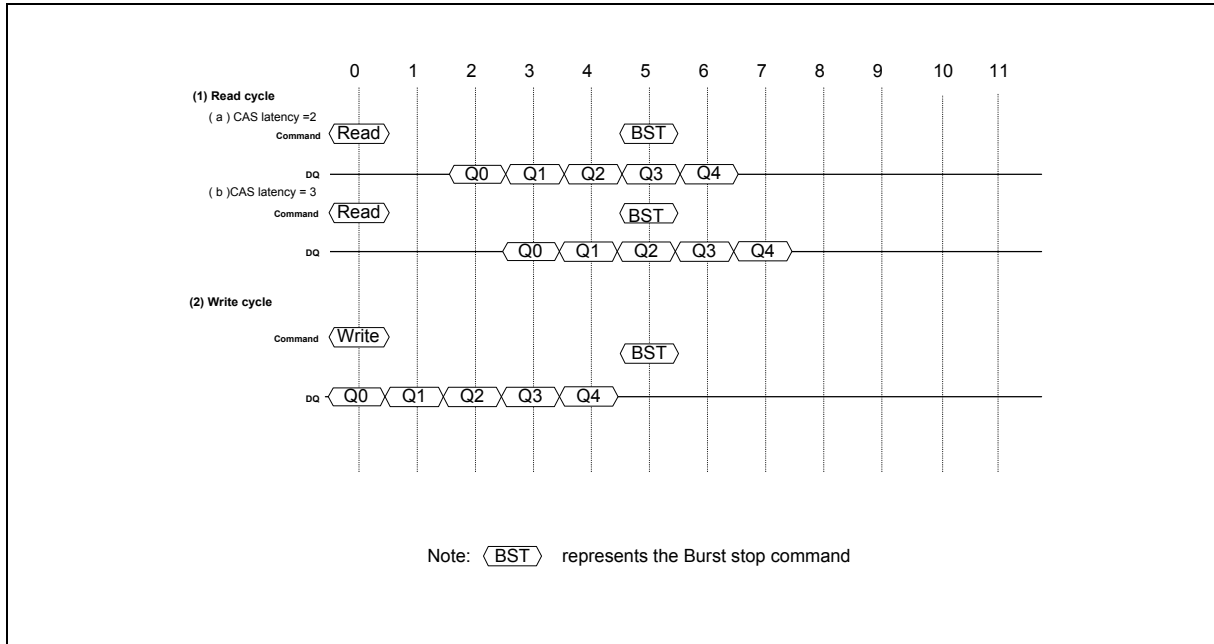 0 1 2 3 4 5 6 7 8 9 10 11
(1) Read cycle
( a ) CAS latency =2
Command Read BST
DQ Q0 Q1 Q2 Q3 Q4
( b )CAS latency = 3
Command Read BST
DQ Q0 Q1 Q2 Q3 Q4
(2) Write cycle
Command Write BST
DQ Q0 Q1 Q2 Q3 Q4
Note: BST represents the Burst stop command